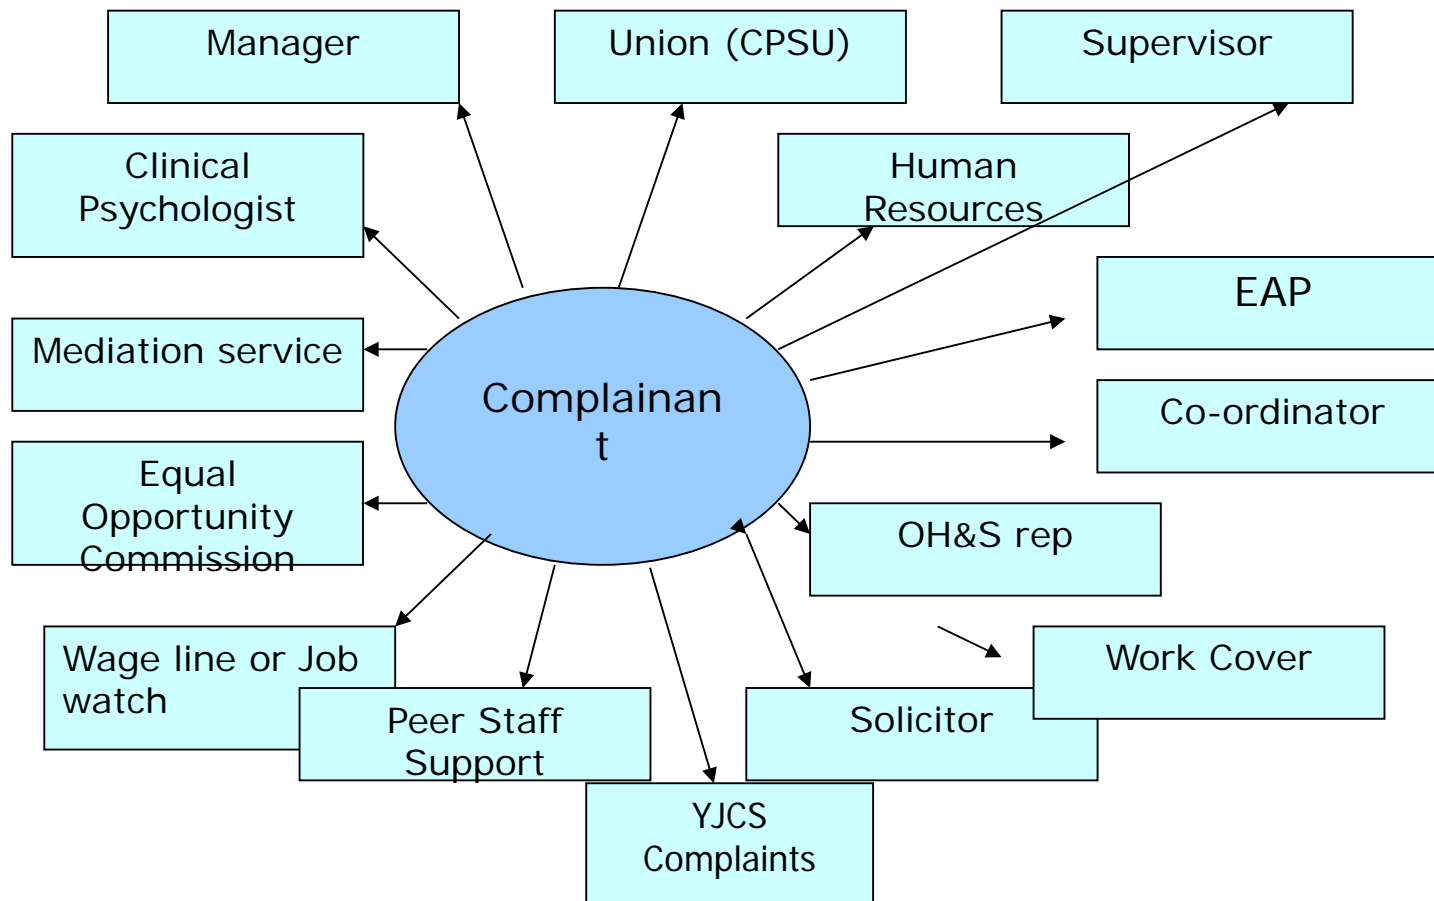 Manager
Union (CPSU)
Supervisor
Clinical
Psychologist
Human
Resources
EAP
Mediation service
Complainan
t
Co-ordinator
Equal
Opportunity
Commission
OH&S rep
Wage line or Job
watch
Work Cover
Peer Staff
Support
Solicitor
YJCS
Complaints